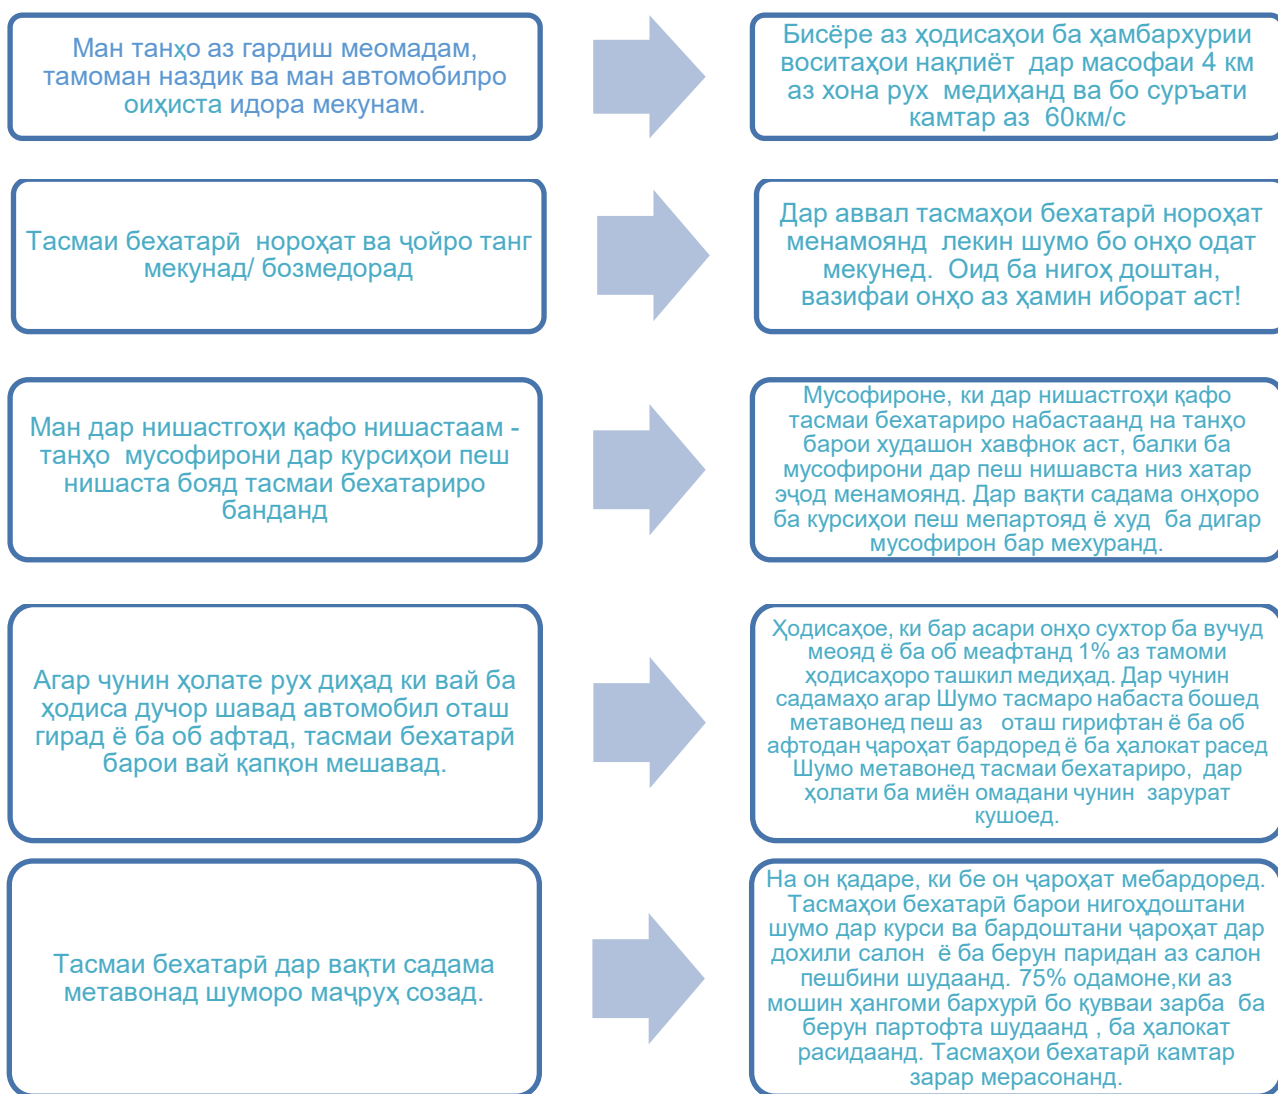 Ман танҳо аз гардиш меомадам,
тамоман наздик ва ман автомобилро
оиҳиста идора мекунам.
Бисёре аз ҳодисаҳои ба ҳамбархурии
воситаҳои нақлиёт дар масофаи 4 км
аз хона рух медиҳанд ва бо суръати
камтар аз 60км/с
Тасмаи бехатарӣ нороҳат ва ҷойро танг
мекунад/ бозмедорад
Дар аввал тасмаҳои бехатарӣ нороҳат
менамоянд лекин шумо бо онҳо одат
мекунед. Оид ба нигоҳ доштан,
вазифаи онҳо аз ҳамин иборат аст!
Ман дар нишастгоҳи қафо нишастаам -
танҳо мусофирони дар курсиҳои пеш
нишаста бояд тасмаи бехатариро
банданд
Мусофироне, ки дар нишастгоҳи қафо
тасмаи бехатариро набастаанд на танҳо
барои худашон хавфнок аст, балки ба
мусофирони дар пеш нишавста низ хатар
эҷод менамоянд. Дар вақти садама онҳоро
ба курсиҳои пеш мепартояд ё худ ба дигар
мусофирон бар мехуранд.
Агар чунин ҳолате рух диҳад ки вай ба
ҳодиса дучор шавад автомобил оташ
гирад ё ба об афтад, тасмаи бехатарӣ
барои вай қапқон мешавад.
Ҳодисаҳое, ки бар асари онҳо сухтор ба вучуд
меояд ё ба об меафтанд 1% аз тамоми
ҳодисаҳоро ташкил медиҳад. Дар чунин
садамаҳо агар Шумо тасмаро набаста бошед
метавонед пеш аз оташ гирифтан ё ба об
афтодан ҷароҳат бардоред ё ба ҳалокат расед
Шумо метавонед тасмаи бехатариро, дар
ҳолати ба миён омадани чунин зарурат
кушоед.
Тасмаи бехатарӣ дар вақти садама
метавонад шуморо маҷруҳ созад.
На он қадаре, ки бе он ҷароҳат мебардоред.
Тасмаҳои бехатарӣ барои нигоҳдоштани
шумо дар курси ва бардоштани ҷароҳат дар
дохили салон ё ба берун паридан аз салон
пешбини шудаанд. 75% одамоне,ки аз
мошин ҳангоми бархурӣ бо қувваи зарба ба
берун партофта шудаанд , ба ҳалокат
расидаанд. Тасмаҳои бехатарӣ камтар
зарар мерасонанд.